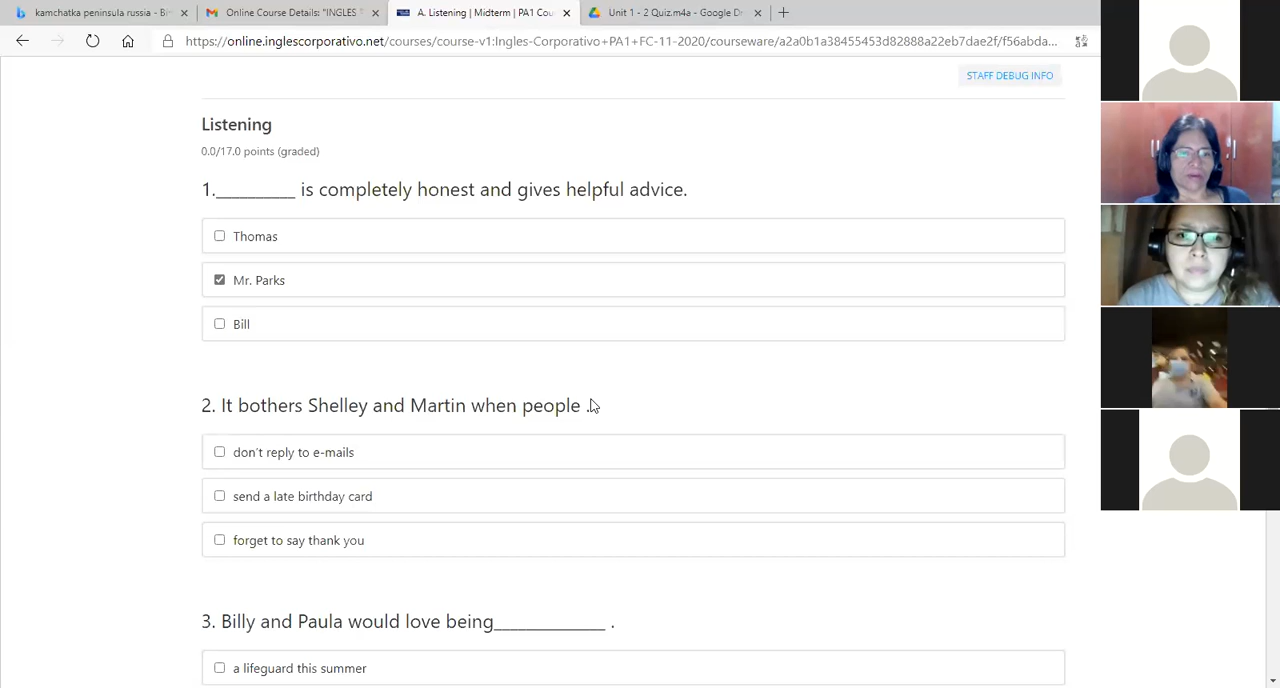 kamchatka peninsula russia - Bi
Online Course Details: "INGLES
A. Listening | Midterm | PA1 Cou
Unit 1 - 2 Quiz.m4a - Google Dr
https://online.inglescorporativo.net/courses/course-v1:Ingles-Corporativo+PA1+FC-11-2020/courseware/a2a0b1a38455453d82888a22eb7dae2f/f56abda...
STAFF DEBUG INFO
Listening
0.0/17.0 points (graded)
1.__________ is completely honest and gives helpful advice.
Thomas
Mr. Parks
Bill
2. It bothers Shelley and Martin when people .
don't reply to e-mails
send a late birthday card
forget to say thank you
3. Billy and Paula would love being______________ .
a lifeguard this summer